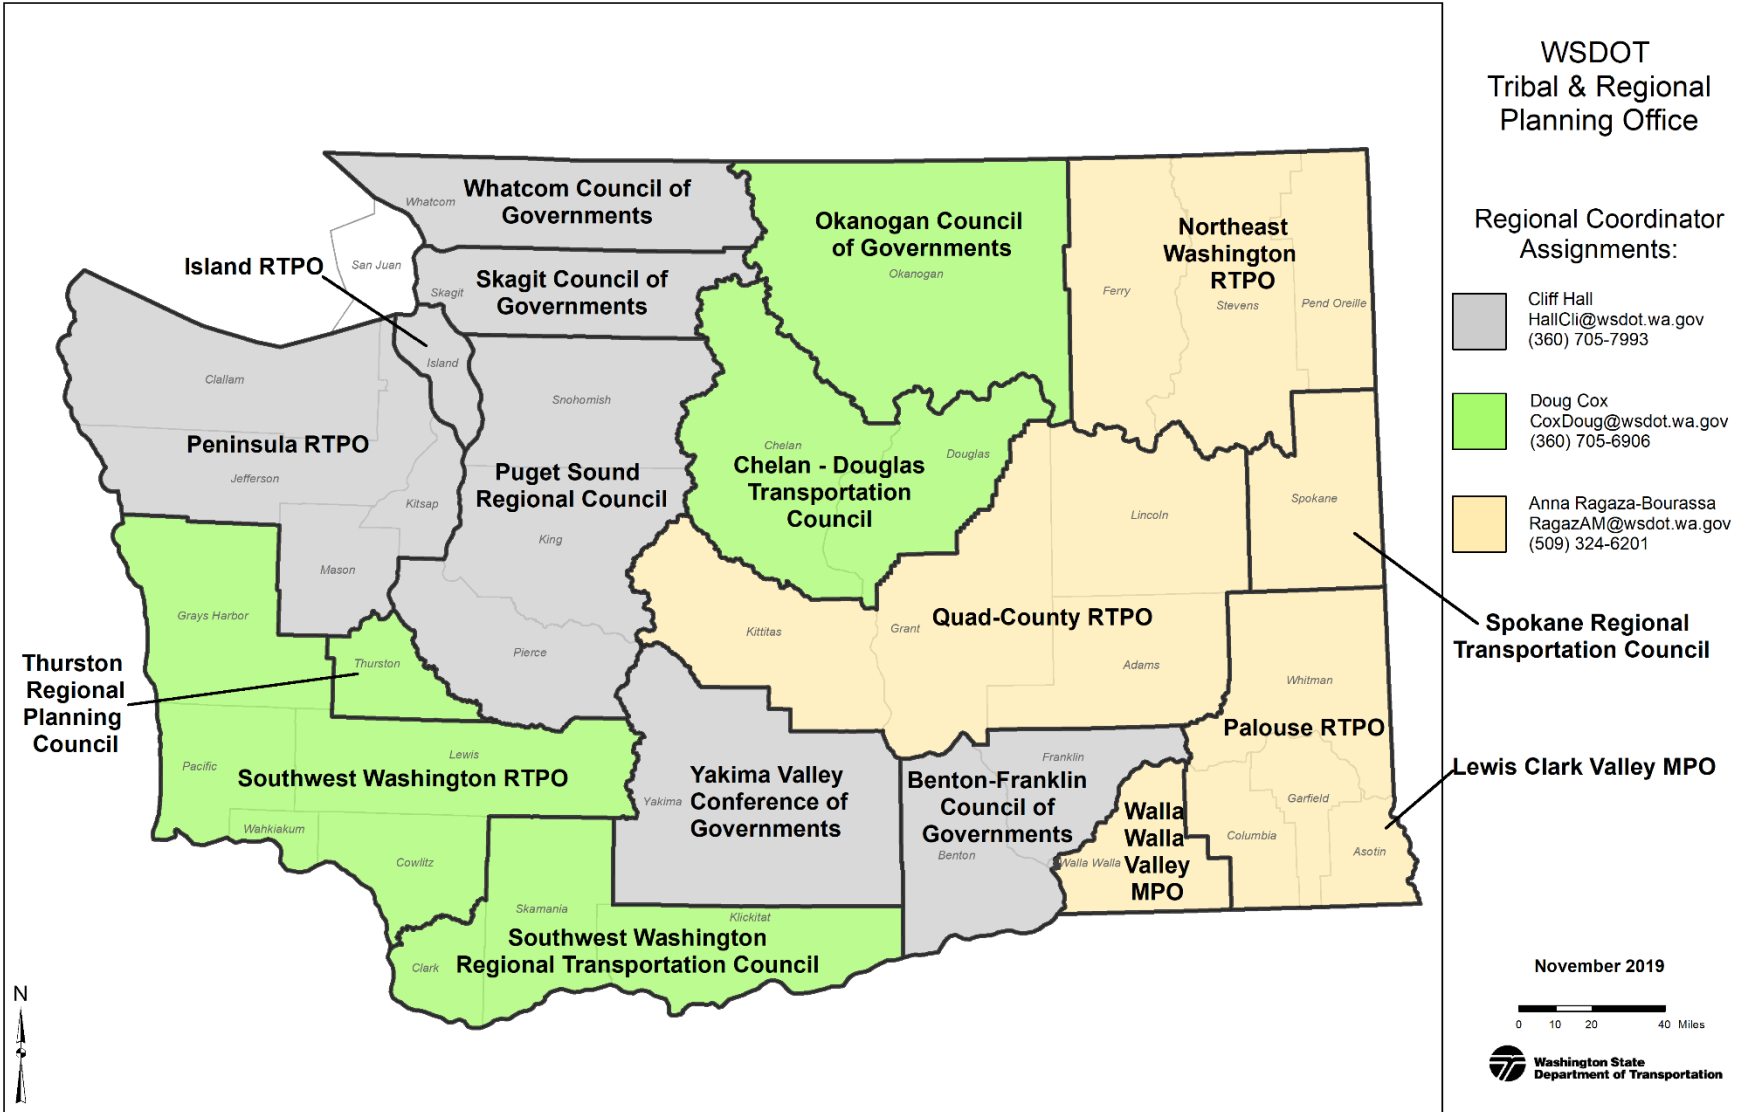 WSDOT
Tribal & Regional
Planning Office
Regional Coordinator
Assignments:
Cliff Hall
HallCli@wsdot.wa.gov
(360) 705-7993
Doug Cox
CoxDoug@wsdot.wa.gov
(360) 705-6906
Anna Ragaza-Bourassa
RagazAM@wsdot.wa.gov
(509) 324-6201
Whatcom Council of
Governments
Whatcom
Island RTPO
San Juan
Skagit Council of
Governments
Skagit
Okanogan Council
of Governments
Okanogan
Northeast
Washington
RTPO
Ferry
Stevens
Pend Oreille
Island
Clallam
Snohomish
Peninsula RTPO
Jefferson
Kitsap
Mason
Puget Sound
Regional Council
King
Pierce
Chelan
Douglas
Chelan - Douglas
Transportation
Council
Lincoln
Spokane
Grays Harbor
Thurston
Thurston
Regional
Planning
Council
Kittitas
Grant
Quad-County RTPO
Adams
Spokane Regional
Transportation Council
Whitman
Palouse RTPO
Lewis Clark Valley MPO
Garfield
Columbia
Asotin
Pacific
Lewis
Southwest Washington RTPO
Wahkiakum
Cowlitz
Yakima Valley
Conference of
Governments
Yakima
Franklin
Benton-Franklin
Council of
Governments
Benton
Walla Walla
Walla
Walla
Valley
MPO
Skamania
Klickitat
Southwest Washington
Regional Transportation Council
Clark
N
November 2019
0 10 20 40 Miles
Washington State
Department of Transportation